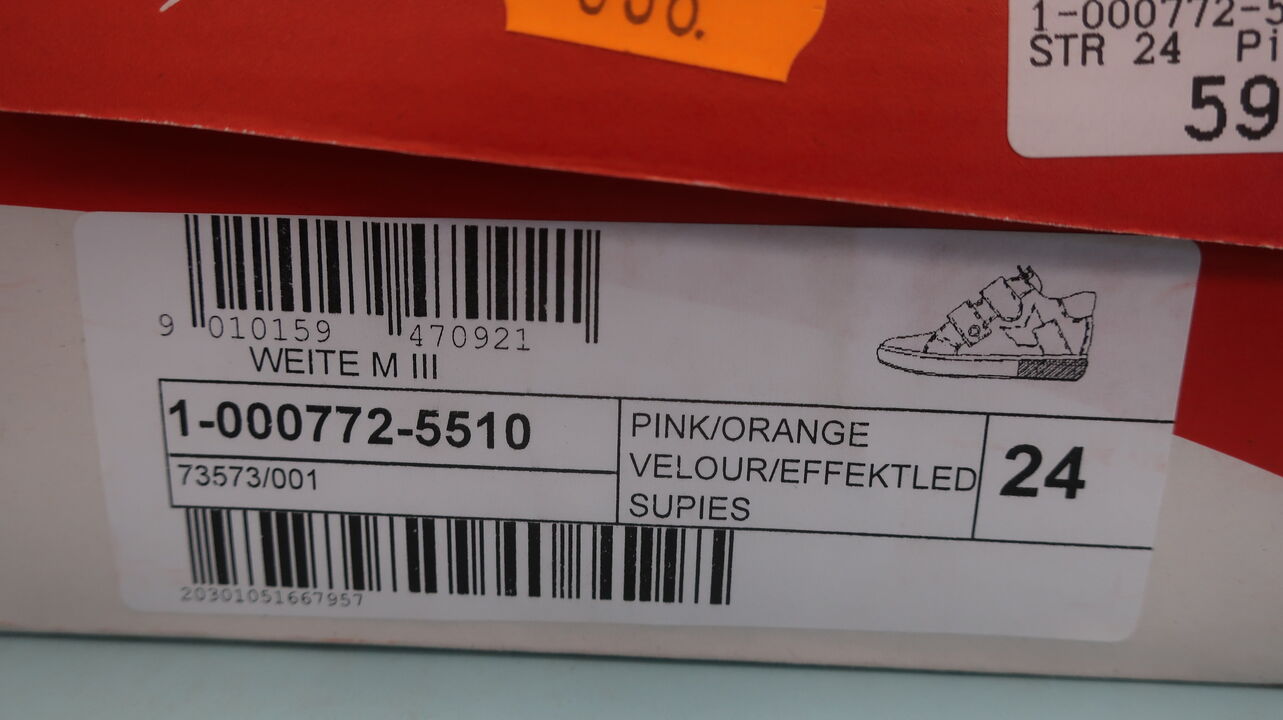 1-000772-5
STR 24 Pi
59
9 010159 470921
WEITE M III
1-000772-5510
73573/001
PINK/ORANGE
VELOUR/EFFEKTLED
SUPIES
24
20301051667957